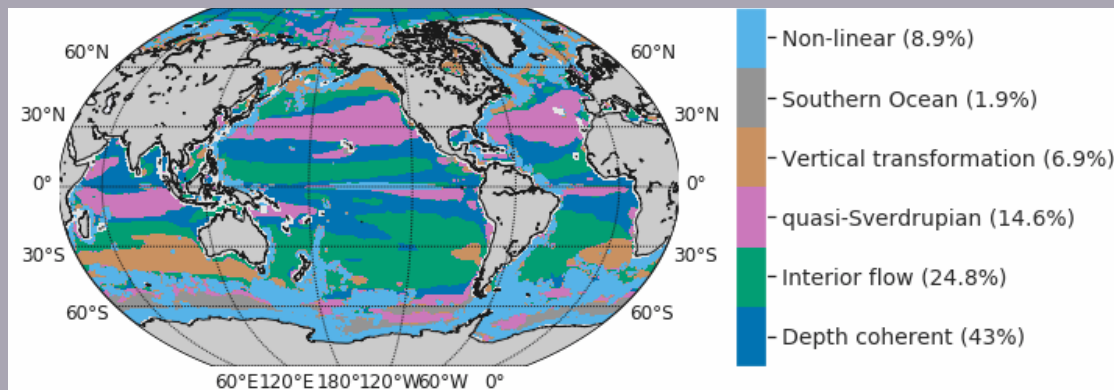 60°N
60°N
30°N
30°N
0°
0°
30°S
30°S
60°S
60°S
60°E120°E180°120°W60°W 0°
Non-linear (8.9%)
Southern Ocean (1.9%)
Vertical transformation (6.9%)
quasi-Sverdrupian (14.6%)
Interior flow (24.8%)
Depth coherent (43%)